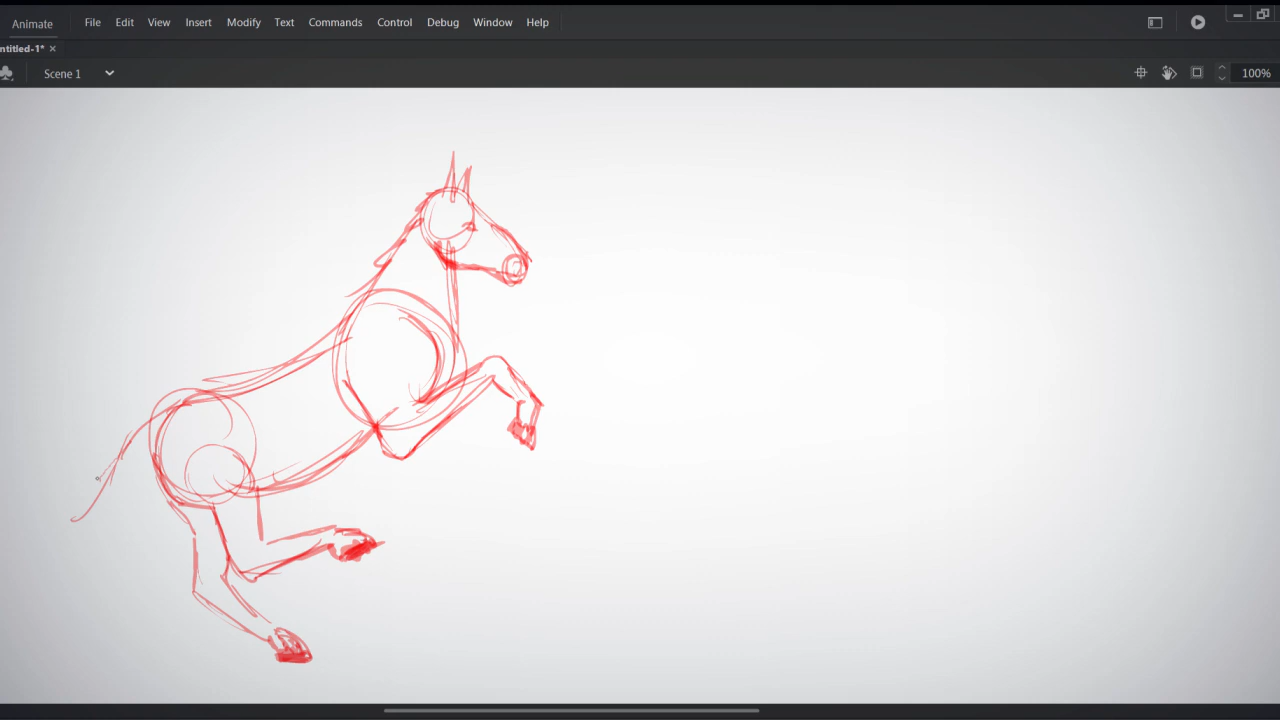 Animate File Edit View Insert Modify Text Commands Control Debug Window Help
ntitled-1*
Scene 1 100%